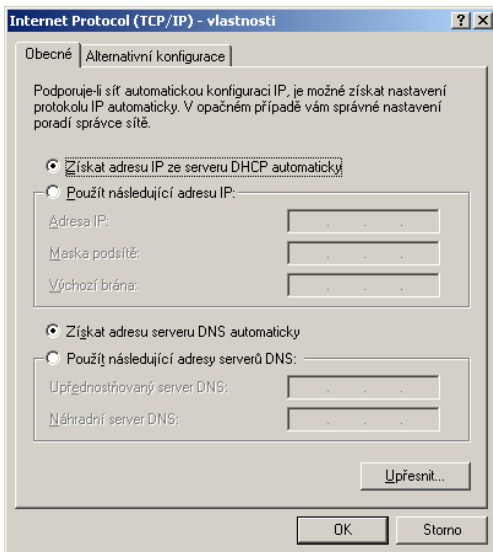 Internet Protocol (TCP/IP) - vlastnosti
Obecné
Alternativní konfigurace
Podporuje-li síť automatickou konfiguraci IP, je možné získat nastavení
protokolu IP automaticky. V opačném případě vám správné nastavení
poradí správce sítě.
Získat adresu IP ze serveru DHCP automaticky
Použít následující adresu IP:
Adresa IP:
Maska podsítě:
Výchozí brána:
Získat adresu serveru DNS automaticky
Použít následující adresy serverů DNS:
Upřednostňovaný server DNS:
Náhradní server DNS:
Upřesnit...
OK
Storno